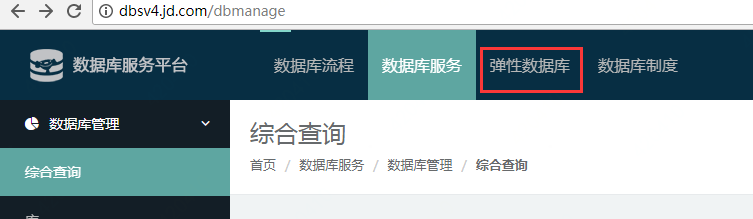 dbsv4.jd.com/dbmanage
数据库服务平台 数据库流程 数据库服务 弹性数据库 数据库制度
数据库管理
综合查询
综合查询
首页 / 数据库服务 / 数据库管理 / 综合查询